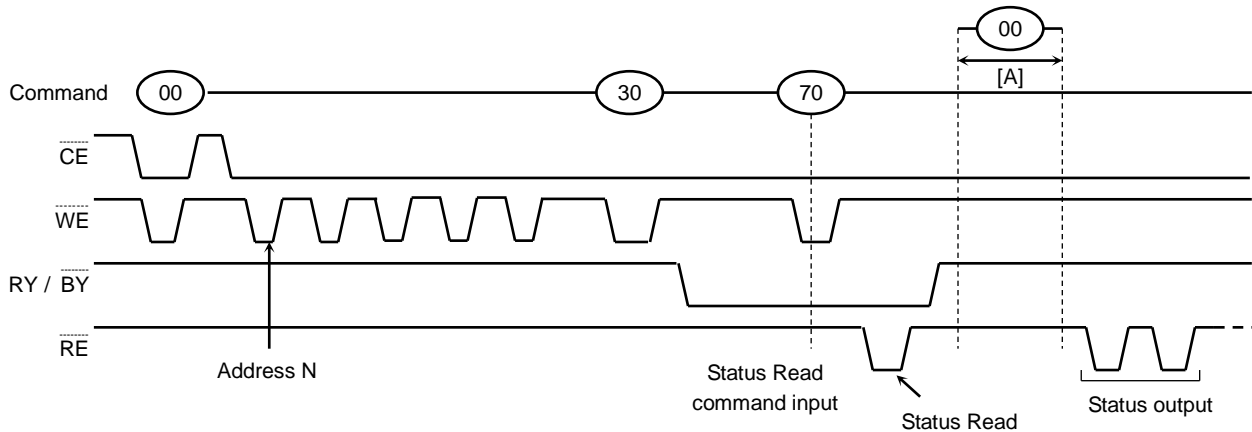 00
[A]
Command 00 30 70
CE
WE
RY / BY
RE
Address N
Status Read
command input
Status Read
Status output